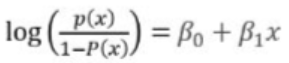 log(p(x)/1−P(x)) = β₀ + β₁x